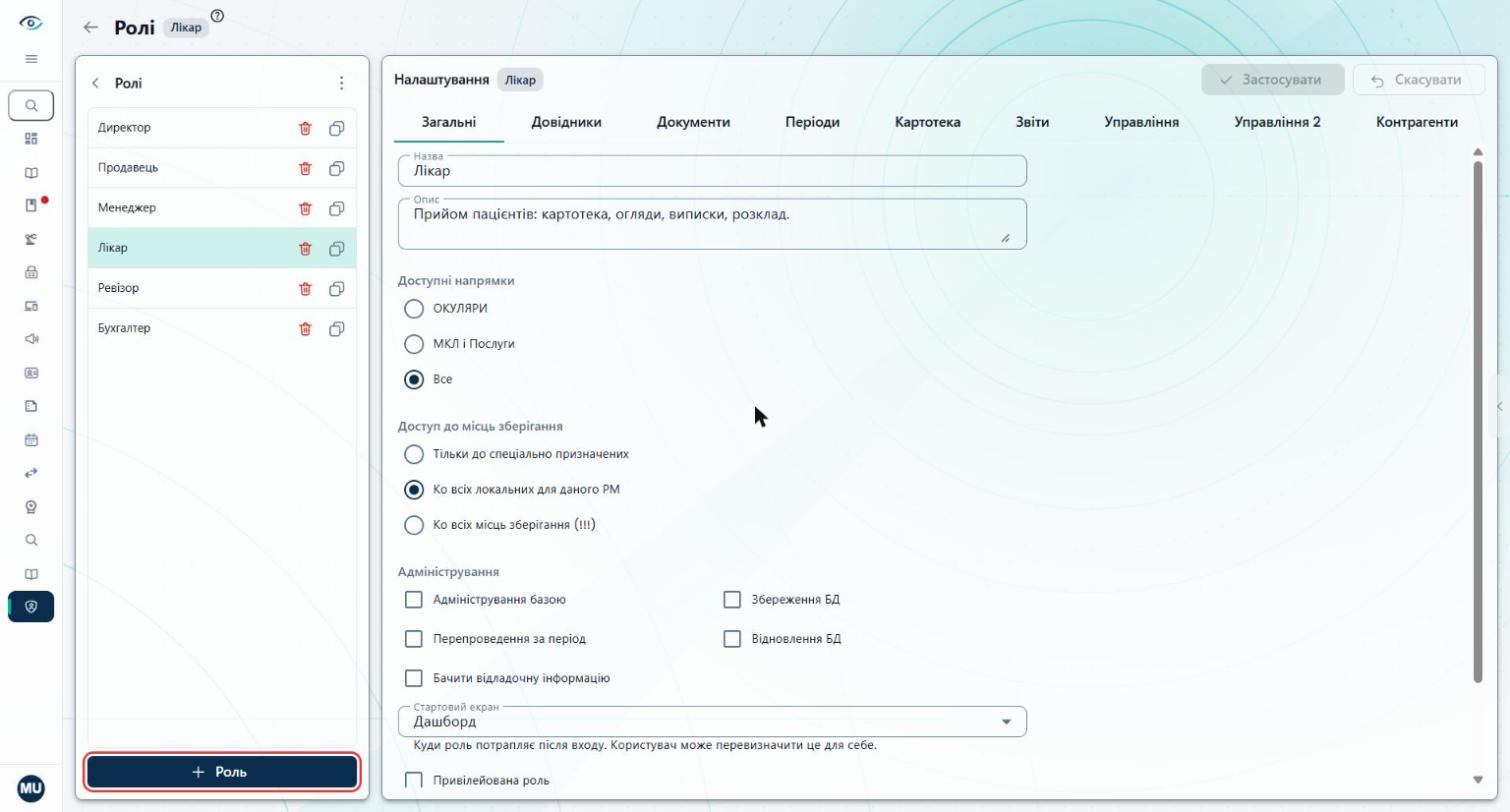 Ролі Лікар
Ролі
Директор
Продавець
Менеджер
Лікар
Ревізор
Бухгалтер
+ Роль
MU
Налаштування Лікар
Застосувати
Скасувати
Загальні Довідники Документи Періоди Картотека Звіти Управління Управління 2 Контрагенти
Назва
Лікар
Опис
Прийом пацієнтів: картотека, огляди, виписки, розклад.
Доступні напрямки
ОКУЛЯРИ
МКЛ і Послуги
Все
Доступ до місць зберігання
Тільки до спеціально призначених
Ко всіх локальних для даного РМ
Ко всіх місць зберігання (!!!)
Адміністрування
Адміністрування базою Збереження БД
Перепроведення за період Відновлення БД
Бачити відладочну інформацію
Стартовий екран
Дашборд
Куди роль потрапляє після входу. Користувач може перевизначити це для себе.
Привілейована роль